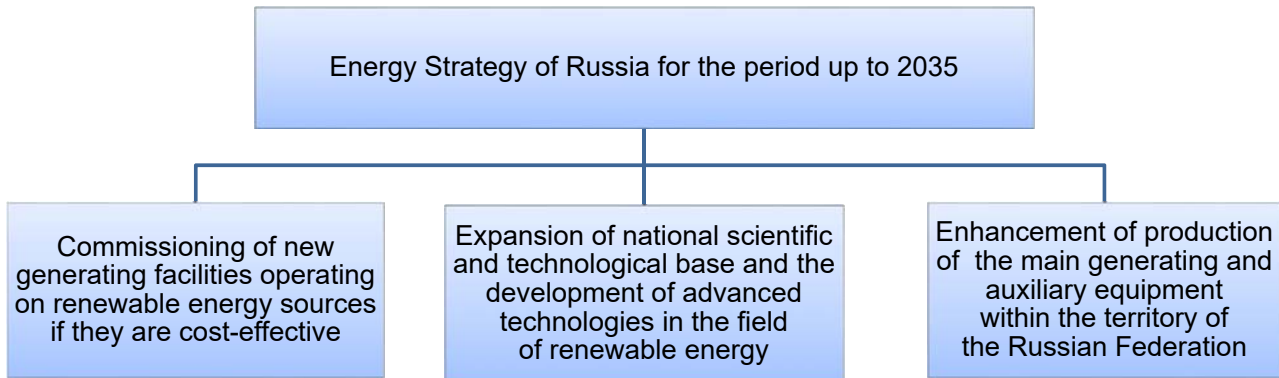 Energy Strategy of Russia for the period up to 2035
Commissioning of new
generating facilities operating
on renewable energy sources
if they are cost-effective
Expansion of national scientific
and technological base and the
development of advanced
technologies in the field
of renewable energy
Enhancement of production
of the main generating and
auxiliary equipment
within the territory of
the Russian Federation